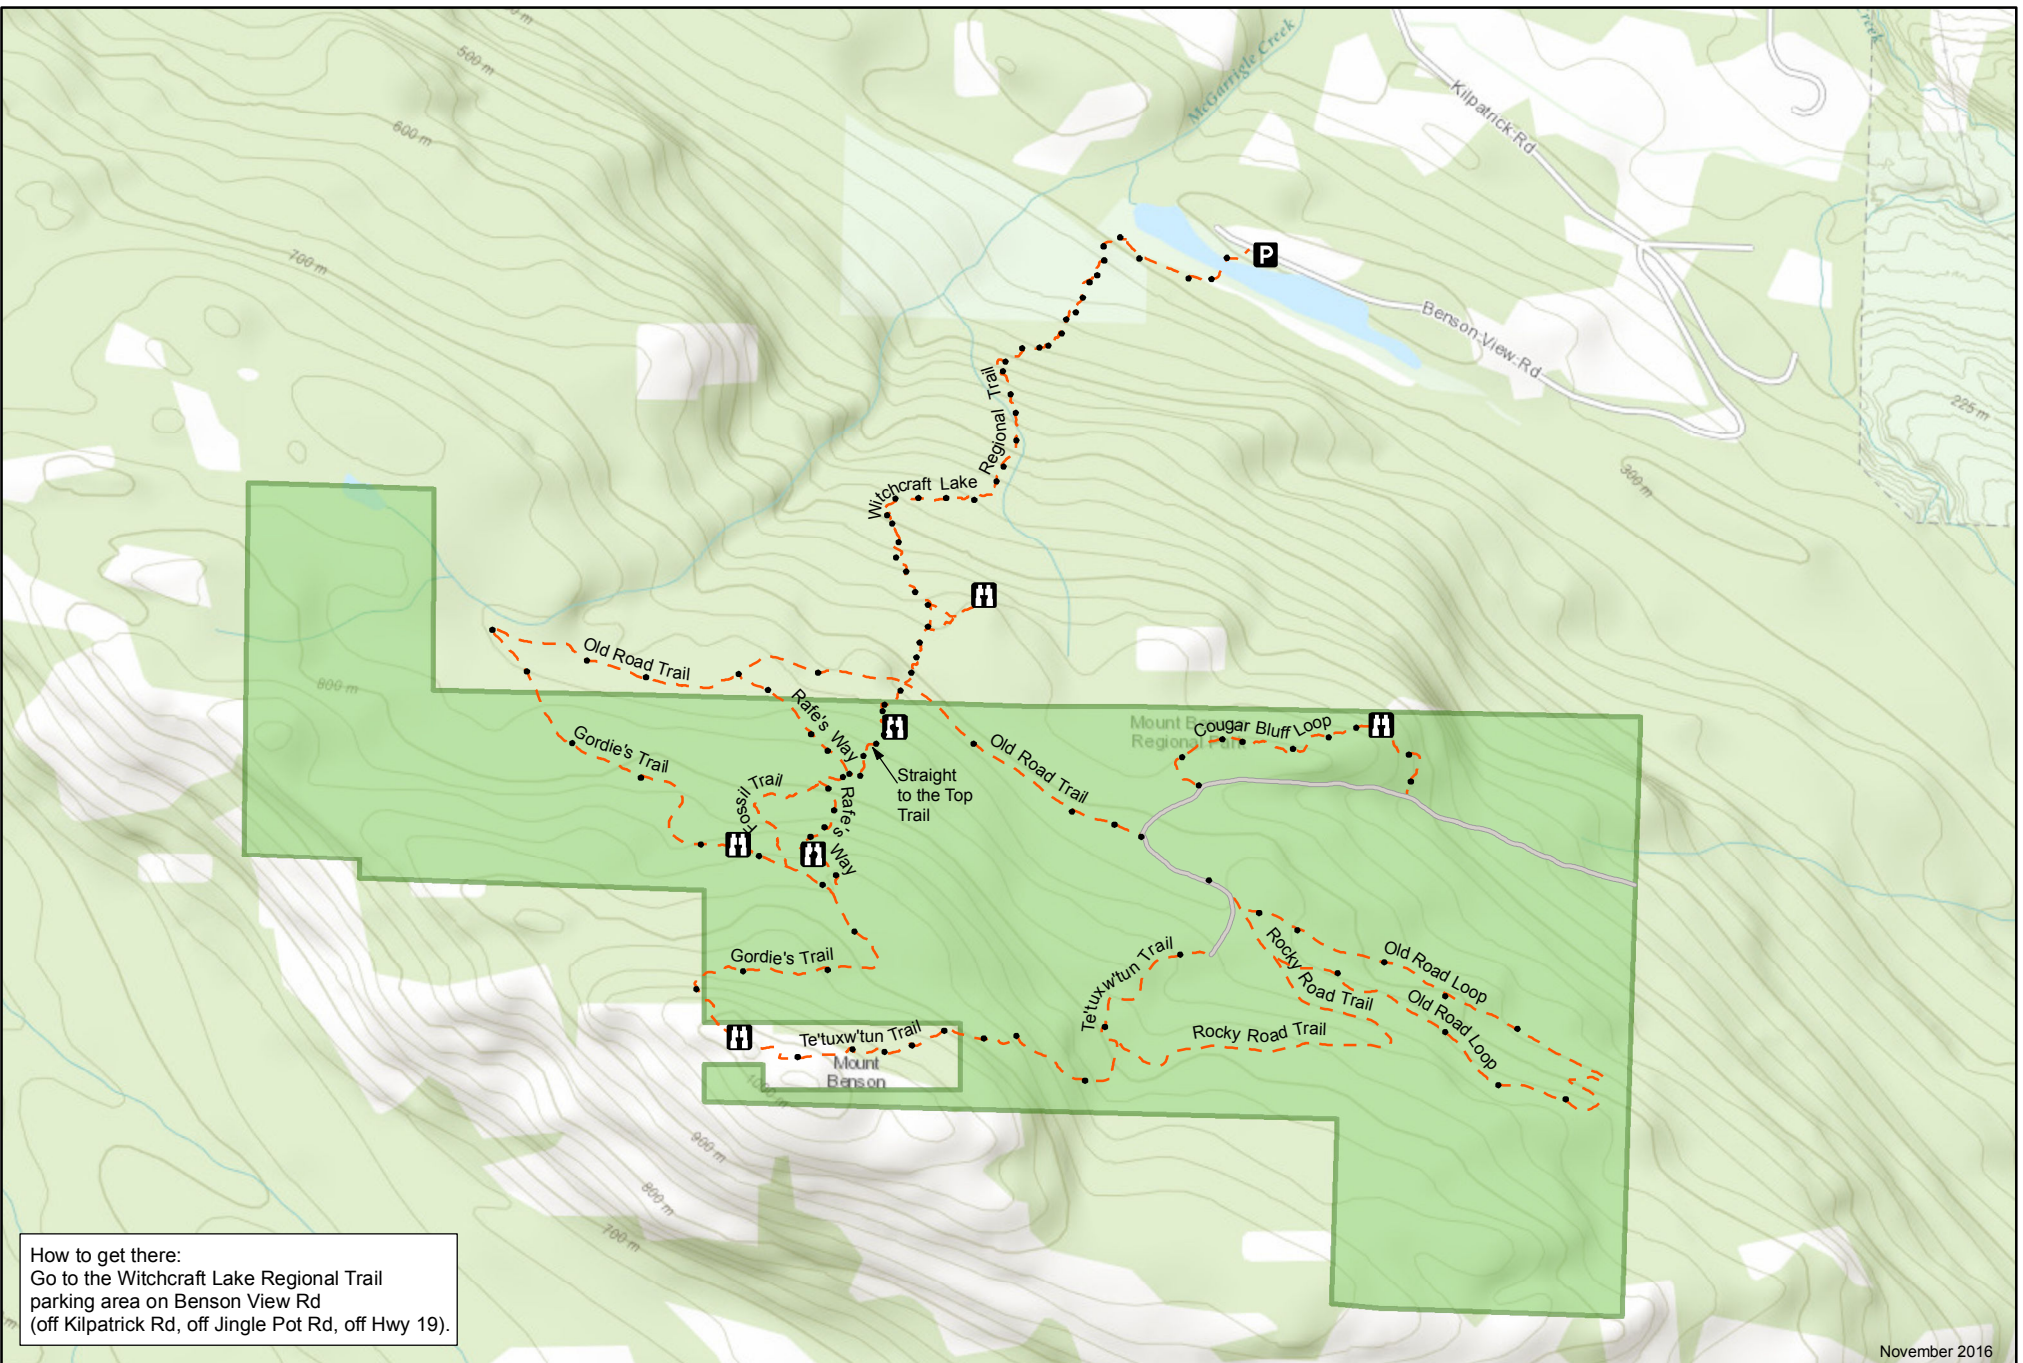 500 m
McGarrigle Creek
Creek
Kilpatrick Rd
600 m
P
700 m
Benson View Rd
225 m
Witchcraft Lake Regional Trail
300 m
Old Road Trail
800 m
Rafe's Way
Mount Benson
Regional Park
Cougar Bluff Loop
Gordie's Trail
Old Road Trail
Fossil Trail
Straight
to the Top
Trail
Rafe's Way
Gordie's Trail
Te'tuxw'tun Trail
Rocky Road Trail
Old Road Loop
Old Road Loop
Rocky Road Trail
Te'tuxw'tun Trail
Mount
Benson
1000 m
900 m
800 m
700 m
How to get there:
Go to the Witchcraft Lake Regional Trail
parking area on Benson View Rd
(off Kilpatrick Rd, off Jingle Pot Rd, off Hwy 19).
November 2016